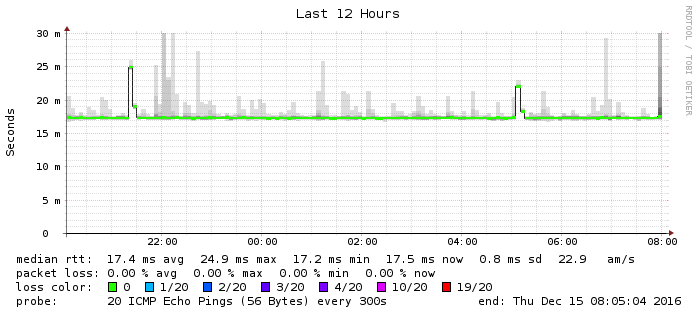 Last 12 Hours
RRDTOOL / TOBI OETIKER
Seconds
30 m
25 m
20 m
15 m
10 m
5 m
0
22:00 00:00 02:00 04:00 06:00 08:00
median rtt: 17.4 ms avg 24.9 ms max 17.2 ms min 17.5 ms now 0.8 ms sd 22.9 am/s
packet loss: 0.00 % avg 0.00 % max 0.00 % min 0.00 % now
loss color: 0 1/20 2/20 3/20 4/20 10/20 19/20
probe: 20 ICMP Echo Pings (56 Bytes) every 300s end: Thu Dec 15 08:05:04 2016